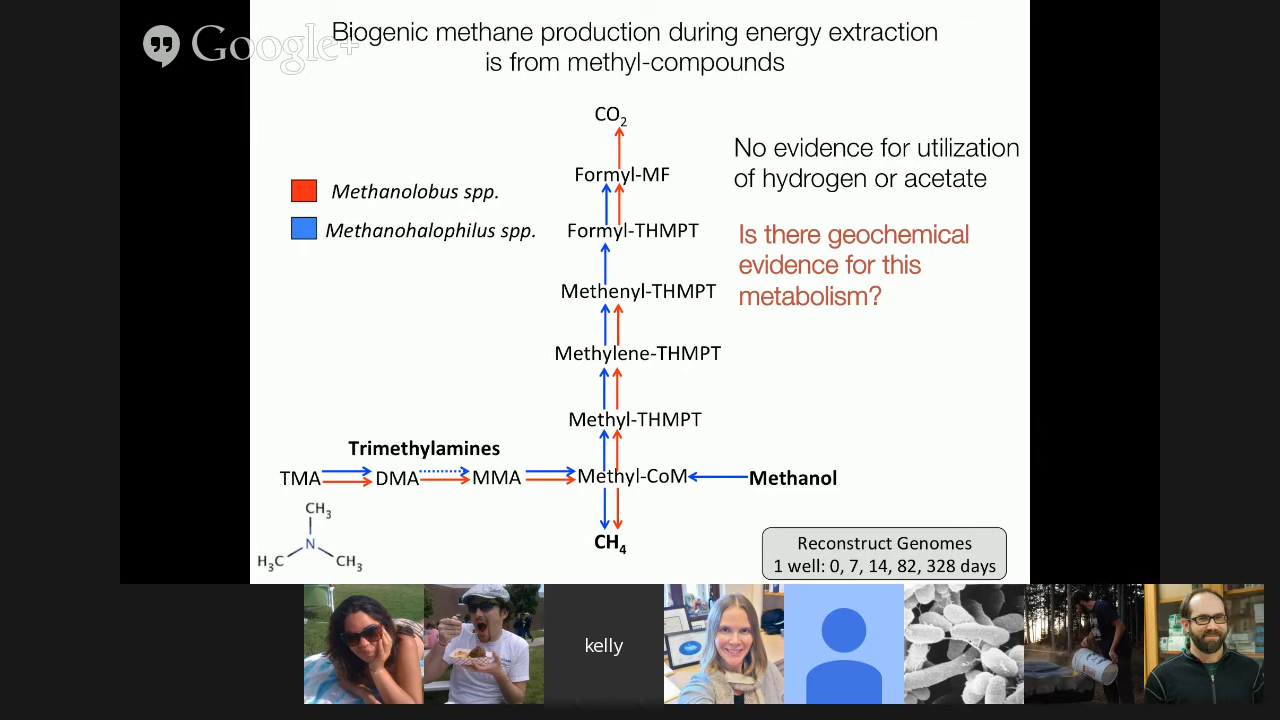 Google+
Biogenic methane production during energy extraction
is from methyl-compounds
CO2
No evidence for utilization
of hydrogen or acetate
Formyl-MF
Methanolobus spp.
Methanohalophilus spp.
Formyl-THMPT
Is there geochemical
evidence for this
metabolism?
Methenyl-THMPT
Methylene-THMPT
Methyl-THMPT
Trimethylamines
TMA DMA MMA Methyl-CoM Methanol
CH3
N
H3C CH3
CH4
Reconstruct Genomes
1 well: 0, 7, 14, 82, 328 days
kelly